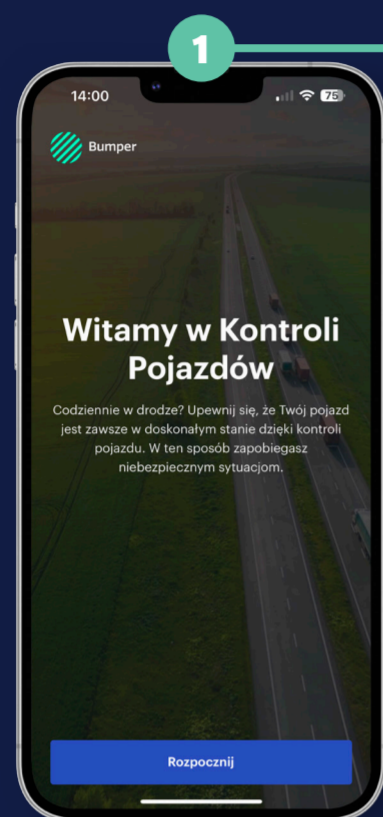 1
14:00
75
Bumper
Witamy w Kontroli
Pojazdów
Codziennie w drodze? Upewnij się, że Twój pojazd
jest zawsze w doskonałym stanie dzięki kontroli
pojazdu. W ten sposób zapobiegasz
niebezpiecznym sytuacjom.
Rozpocznij